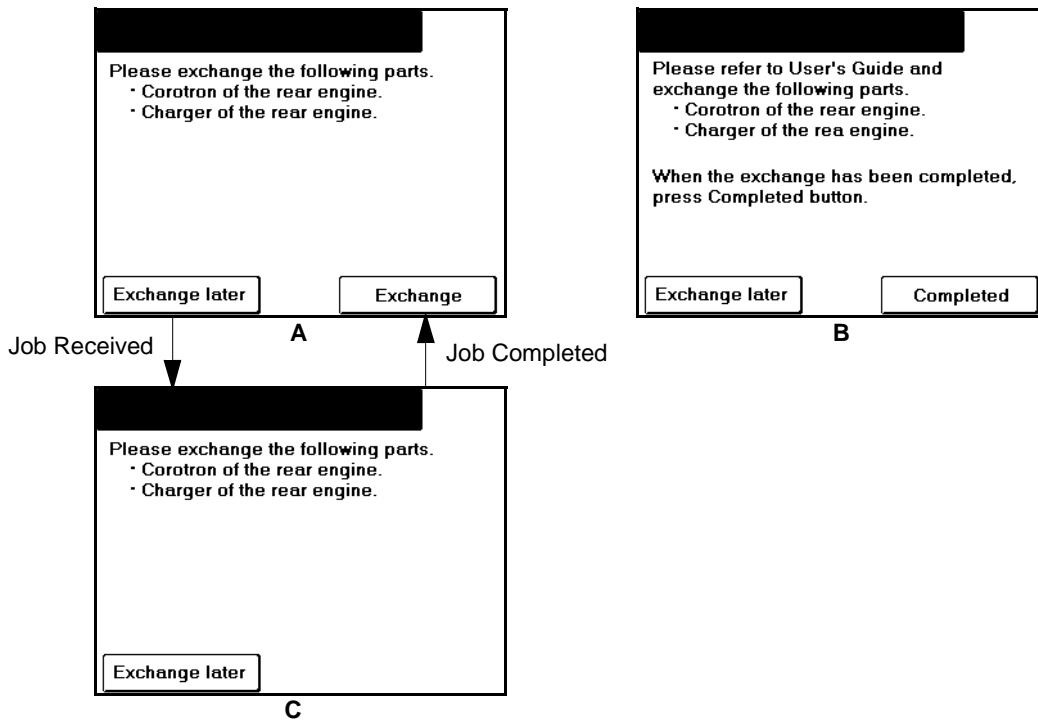 Please exchange the following parts.
· Corotron of the rear engine.
· Charger of the rear engine.
Exchange later
Exchange
A
Please refer to User's Guide and
exchange the following parts.
· Corotron of the rear engine.
· Charger of the rea engine.
When the exchange has been completed,
press Completed button.
Exchange later
Completed
B
Job Received
Job Completed
Please exchange the following parts.
· Corotron of the rear engine.
· Charger of the rear engine.
Exchange later
C